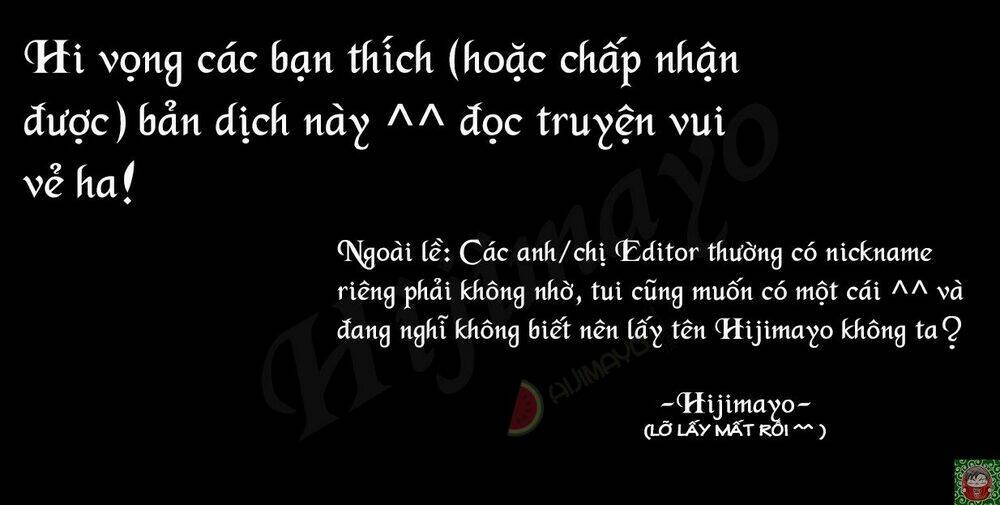 Hi vọng các bạn thích (hoặc chấp nhận
được) bản dịch này ^^ đọc truyện vui
vẻ ha!
Ngoài lề: Các anh/chị Editor thường có nickname
riêng phải không nhờ, tui cũng muốn có một cái ^^ và
đang nghĩ không biết nên lấy tên Hijimayo không ta?
Hijimayo
-Hijimayo-
(LỠ LẤY MẤT RỒI ^^ )